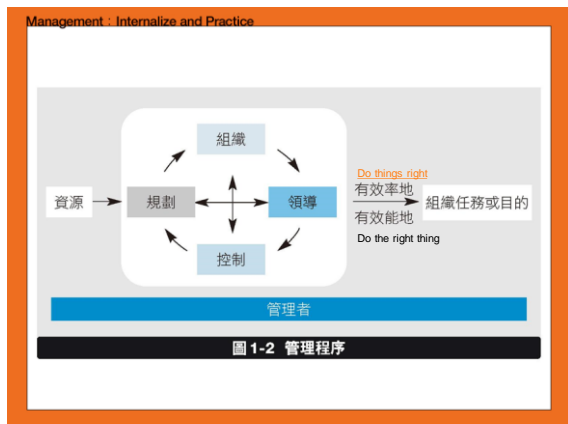 Management：Internalize and Practice
組織
資源
規劃
領導
控制
Do things right
有效率地
有效能地
Do the right thing
組織任務或目的
管理者
圖 1-2 管理程序